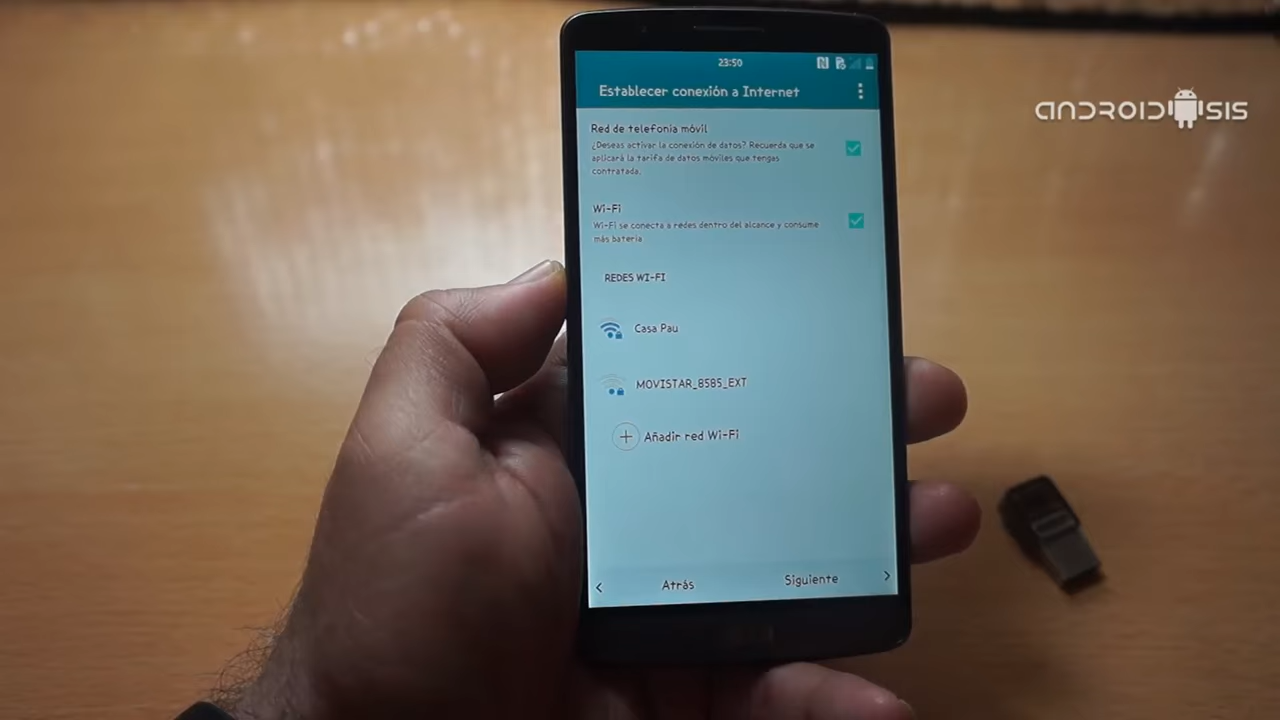 23:50
Establecer conexión a Internet
ANDROIDSIS
Red de telefonía móvil
¿Deseas activar la conexión de datos? Recuerda que se
aplicará la tarifa de datos móviles que tengas
contratada.
Wi-Fi
Wi-Fi se conecta a redes dentro del alcance y consume
más batería
REDES WI-FI
Casa Pau
MOVISTAR_8585_EXT
Añadir red Wi-Fi
Atrás
Siguiente